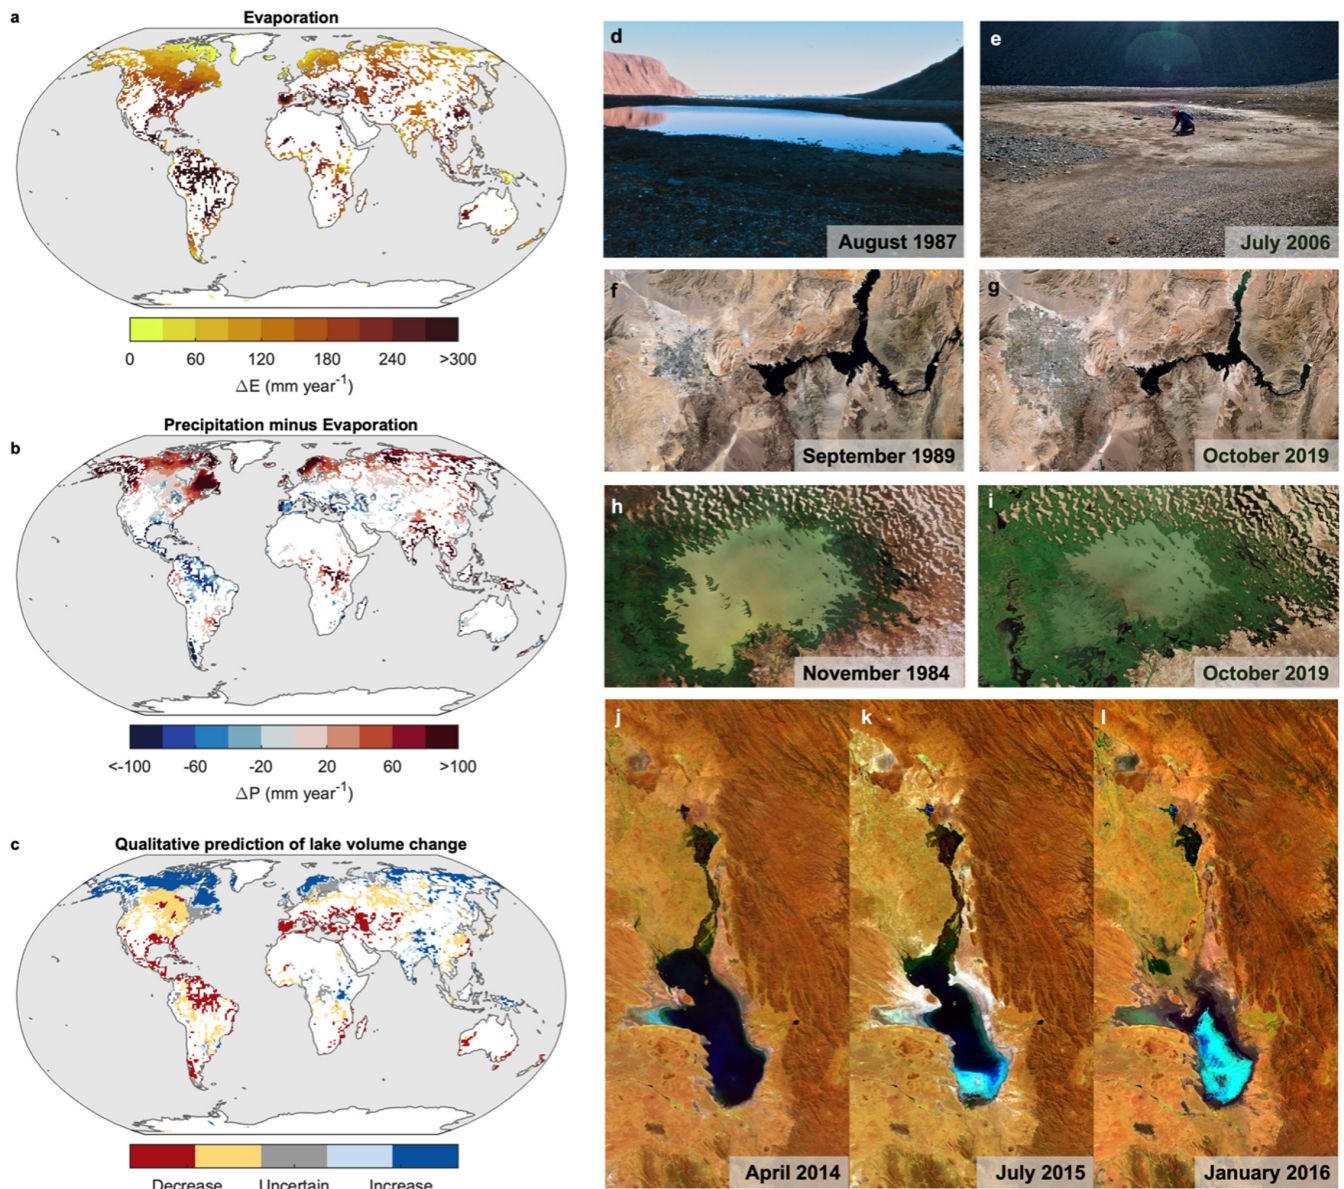 a
Evaporation
0 60 120 180 240 >300
ΔE (mm year-1)
b
Precipitation minus Evaporation
<-100 -60 -20 20 60 >100
ΔP (mm year-1)
c
Qualitative prediction of lake volume change
Decrease Uncertain Increase
d
August 1987
e
July 2006
f
September 1989
g
October 2019
h
November 1984
i
October 2019
j
April 2014
k
July 2015
l
January 2016